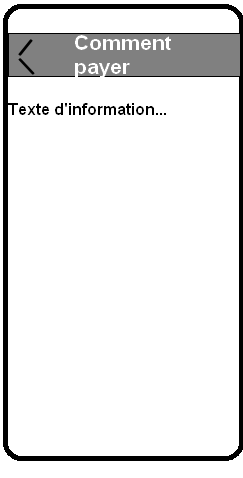 Comment
payer
Texte d'information...